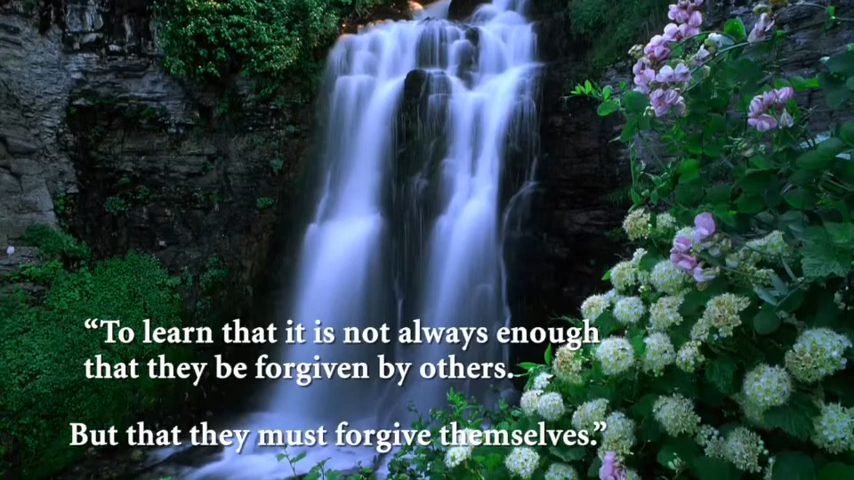 “To learn that it is not always enough
that they be forgiven by others.
But that they must forgive themselves.”